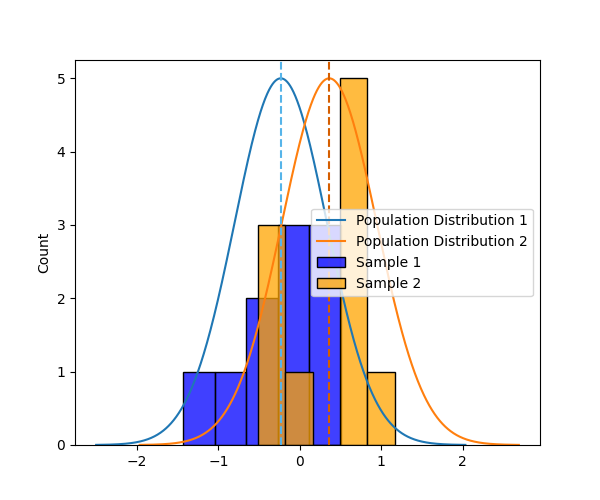 5
4
3
2
1
0
Count
−2
−1
0
1
2
Population Distribution 1
Population Distribution 2
Sample 1
Sample 2